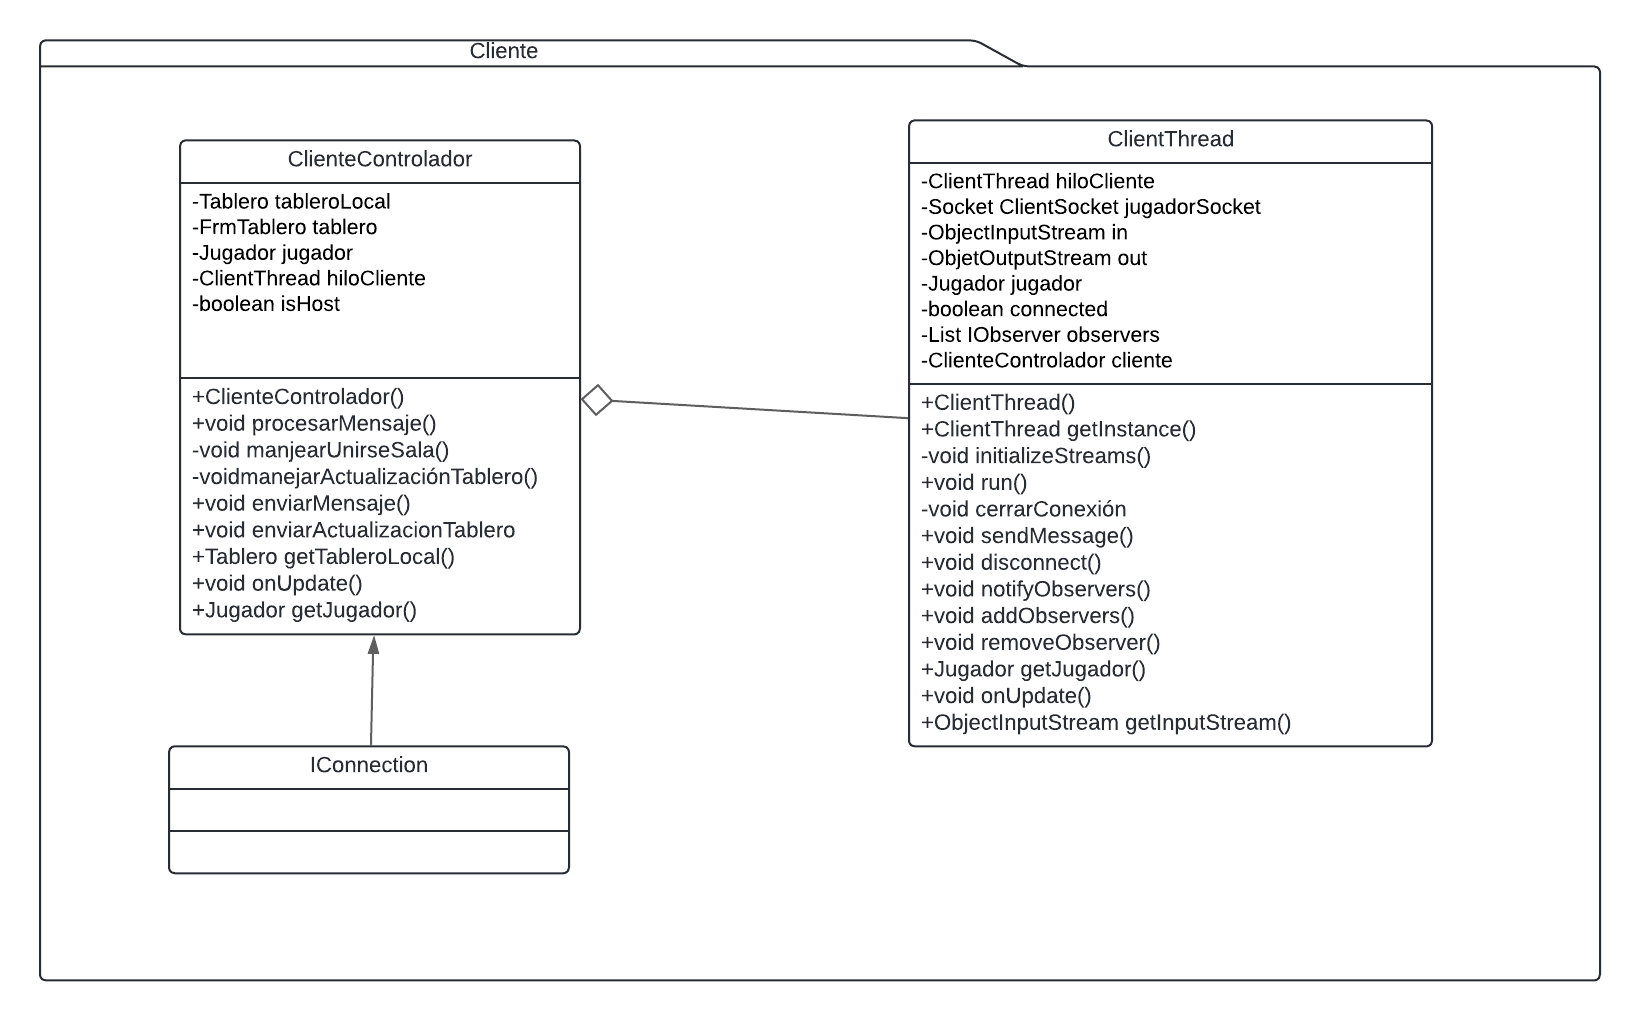 Cliente
ClienteControlador
-Tablero tableroLocal
-FrmTablero tablero
-Jugador jugador
-ClientThread hiloCliente
-boolean isHost
+ClienteControlador()
+void procesarMensaje()
-void manjearUnirseSala()
-voidmanejarActualizaciónTablero()
+void enviarMensaje()
+void enviarActualizacionTablero
+Tablero getTableroLocal()
+void onUpdate()
+Jugador getJugador()
IConnection
ClientThread
-ClientThread hiloCliente
-Socket ClientSocket jugadorSocket
-ObjectInputStream in
-ObjetOutputStream out
-Jugador jugador
-boolean connected
-List IObserver observers
-ClienteControlador cliente
+ClientThread()
+ClientThread getInstance()
-void initializeStreams()
+void run()
-void cerrarConexión
+void sendMessage()
+void disconnect()
+void notifyObservers()
+void addObservers()
+void removeObserver()
+Jugador getJugador()
+void onUpdate()
+ObjectInputStream getInputStream()